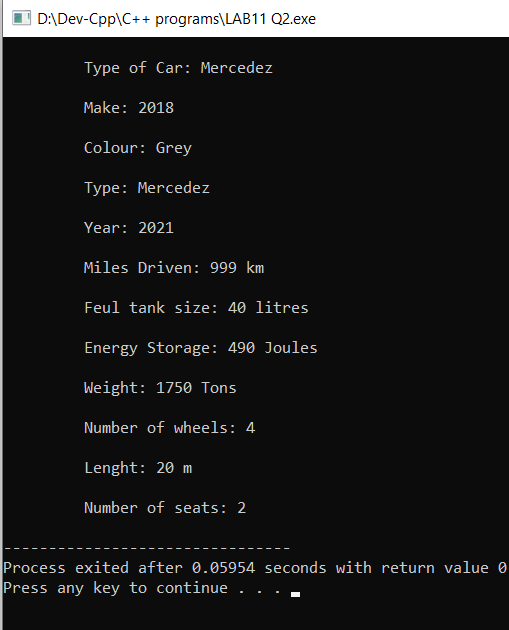 D:\Dev-Cpp\C++ programs\LAB11 Q2.exe
Type of Car: Mercedez
Make: 2018
Colour: Grey
Type: Mercedez
Year: 2021
Miles Driven: 999 km
Feul tank size: 40 litres
Energy Storage: 490 Joules
Weight: 1750 Tons
Number of wheels: 4
Lenght: 20 m
Number of seats: 2
--------------------------------
Process exited after 0.05954 seconds with return value 0
Press any key to continue . . .